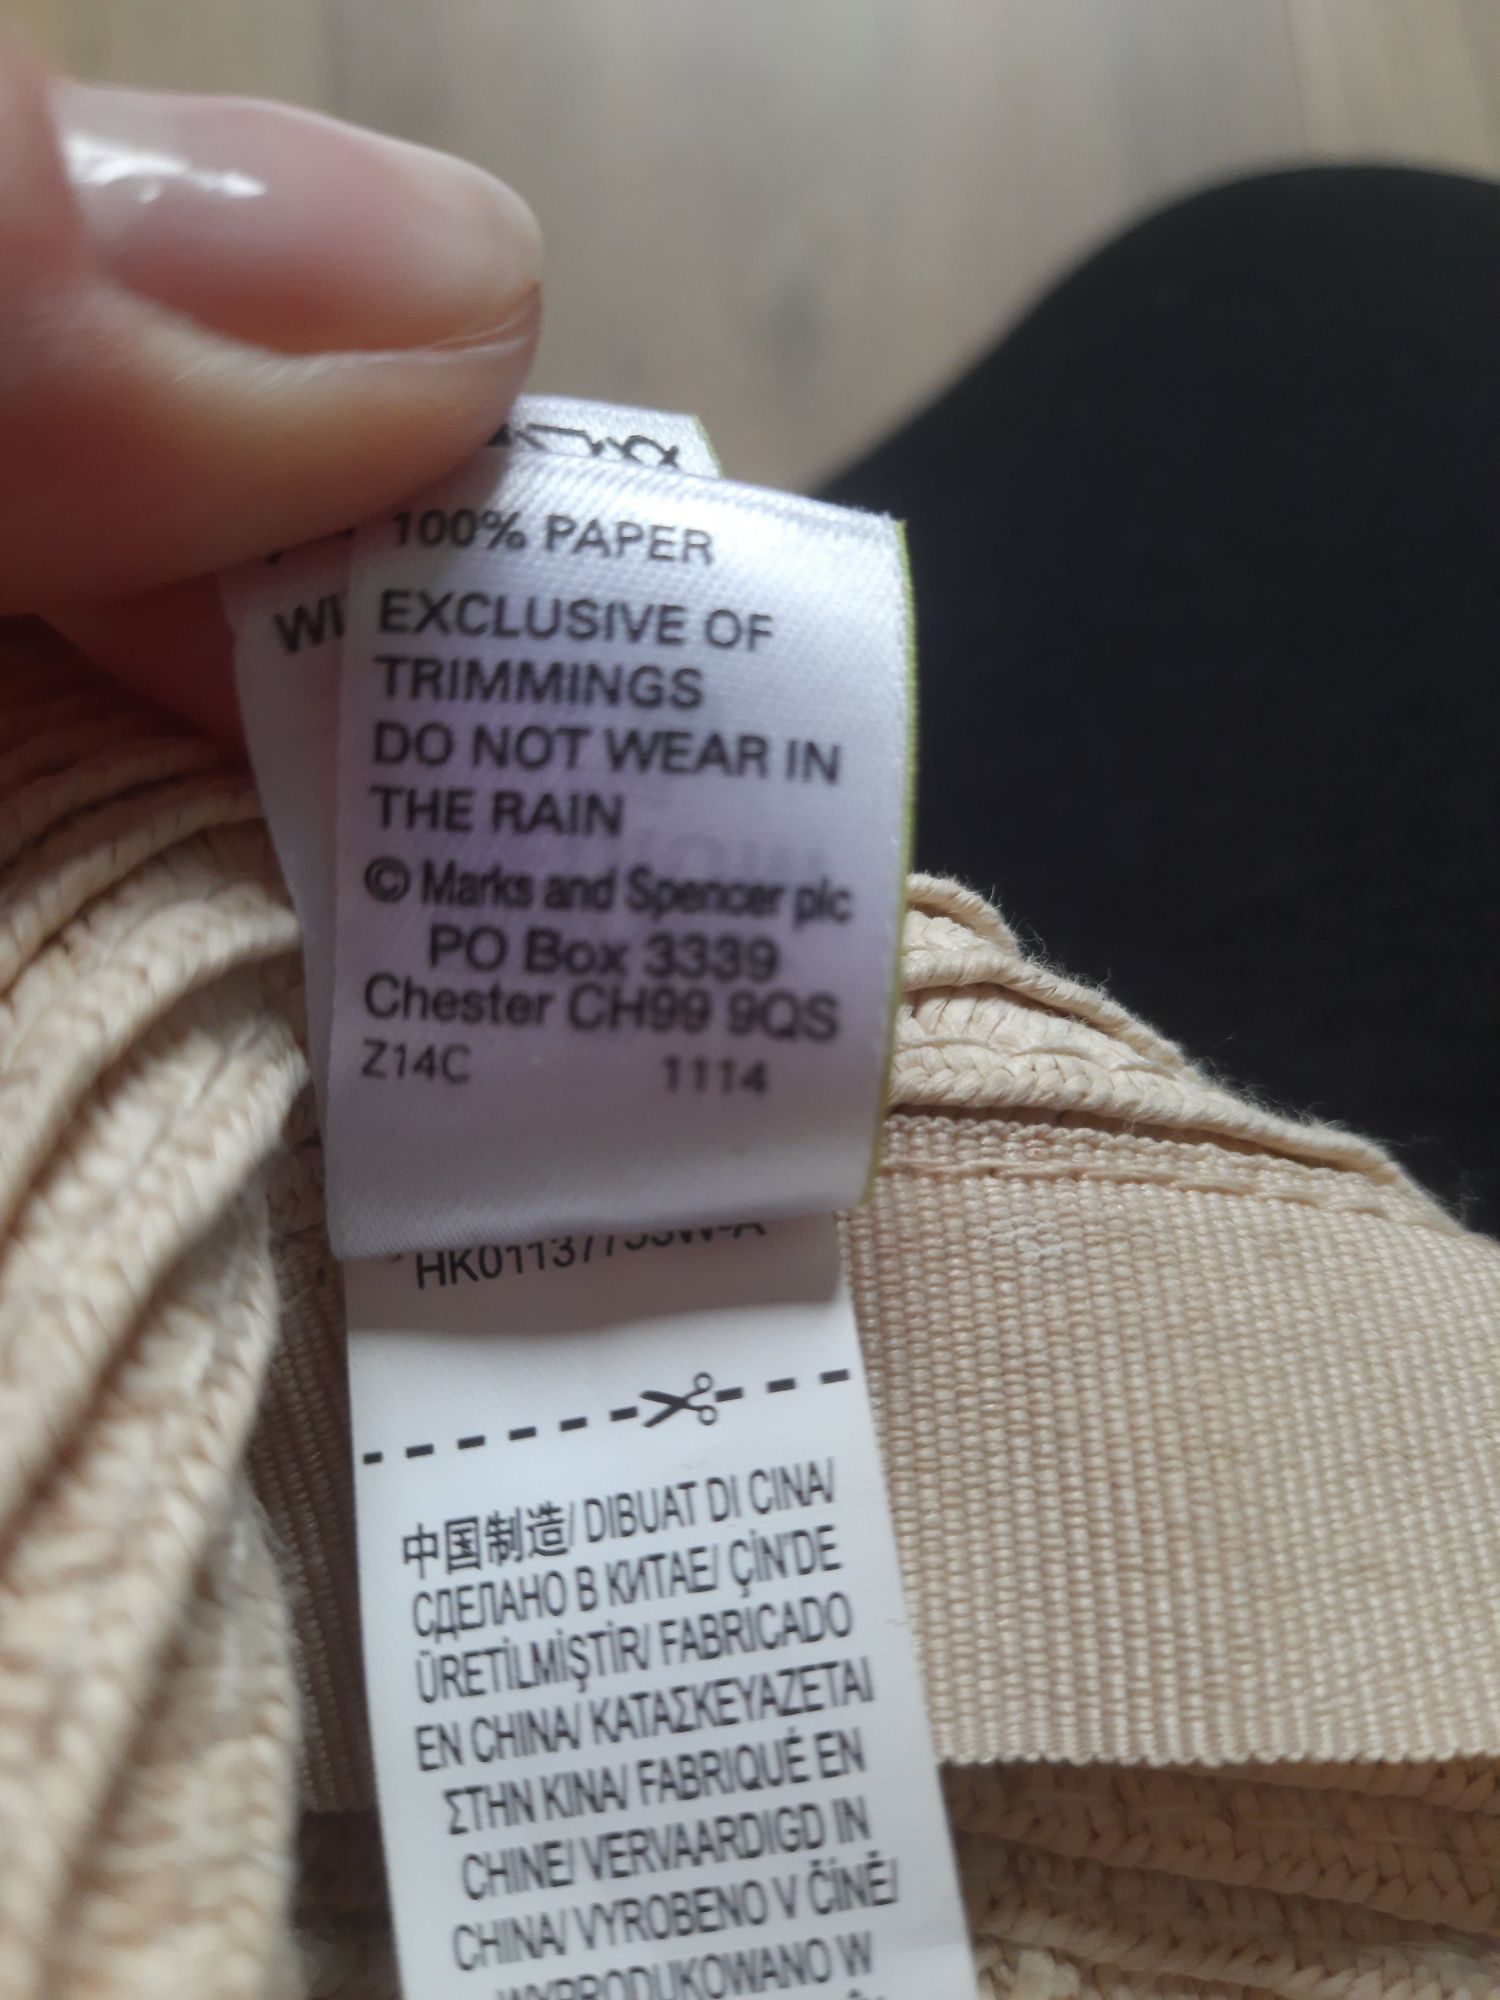 100% PAPER
WI
EXCLUSIVE OF
TRIMMINGS
DO NOT WEAR IN
THE RAIN
© Marks and Spencer plc
PO Box 3339
Chester CH99 9QS
Z14C 1114
中国制造/ DIBUAT DI CINA/
СДЕЛАНО В КИТАЕ/ ÇİN'DE
ÜRETİLMİŞTİR/ FABRICADO
EN CHINA/ ΚΑΤΑΣΚΕΥΑΖΕΤΑΙ
ΣΤΗΝ ΚΙΝΑ/ FABRIQUÉ EN
CHINE/ VERVAARDIGD IN
CHINA/ VYROBENO V ČÍNĚ/
WYPRODUKOWANO W